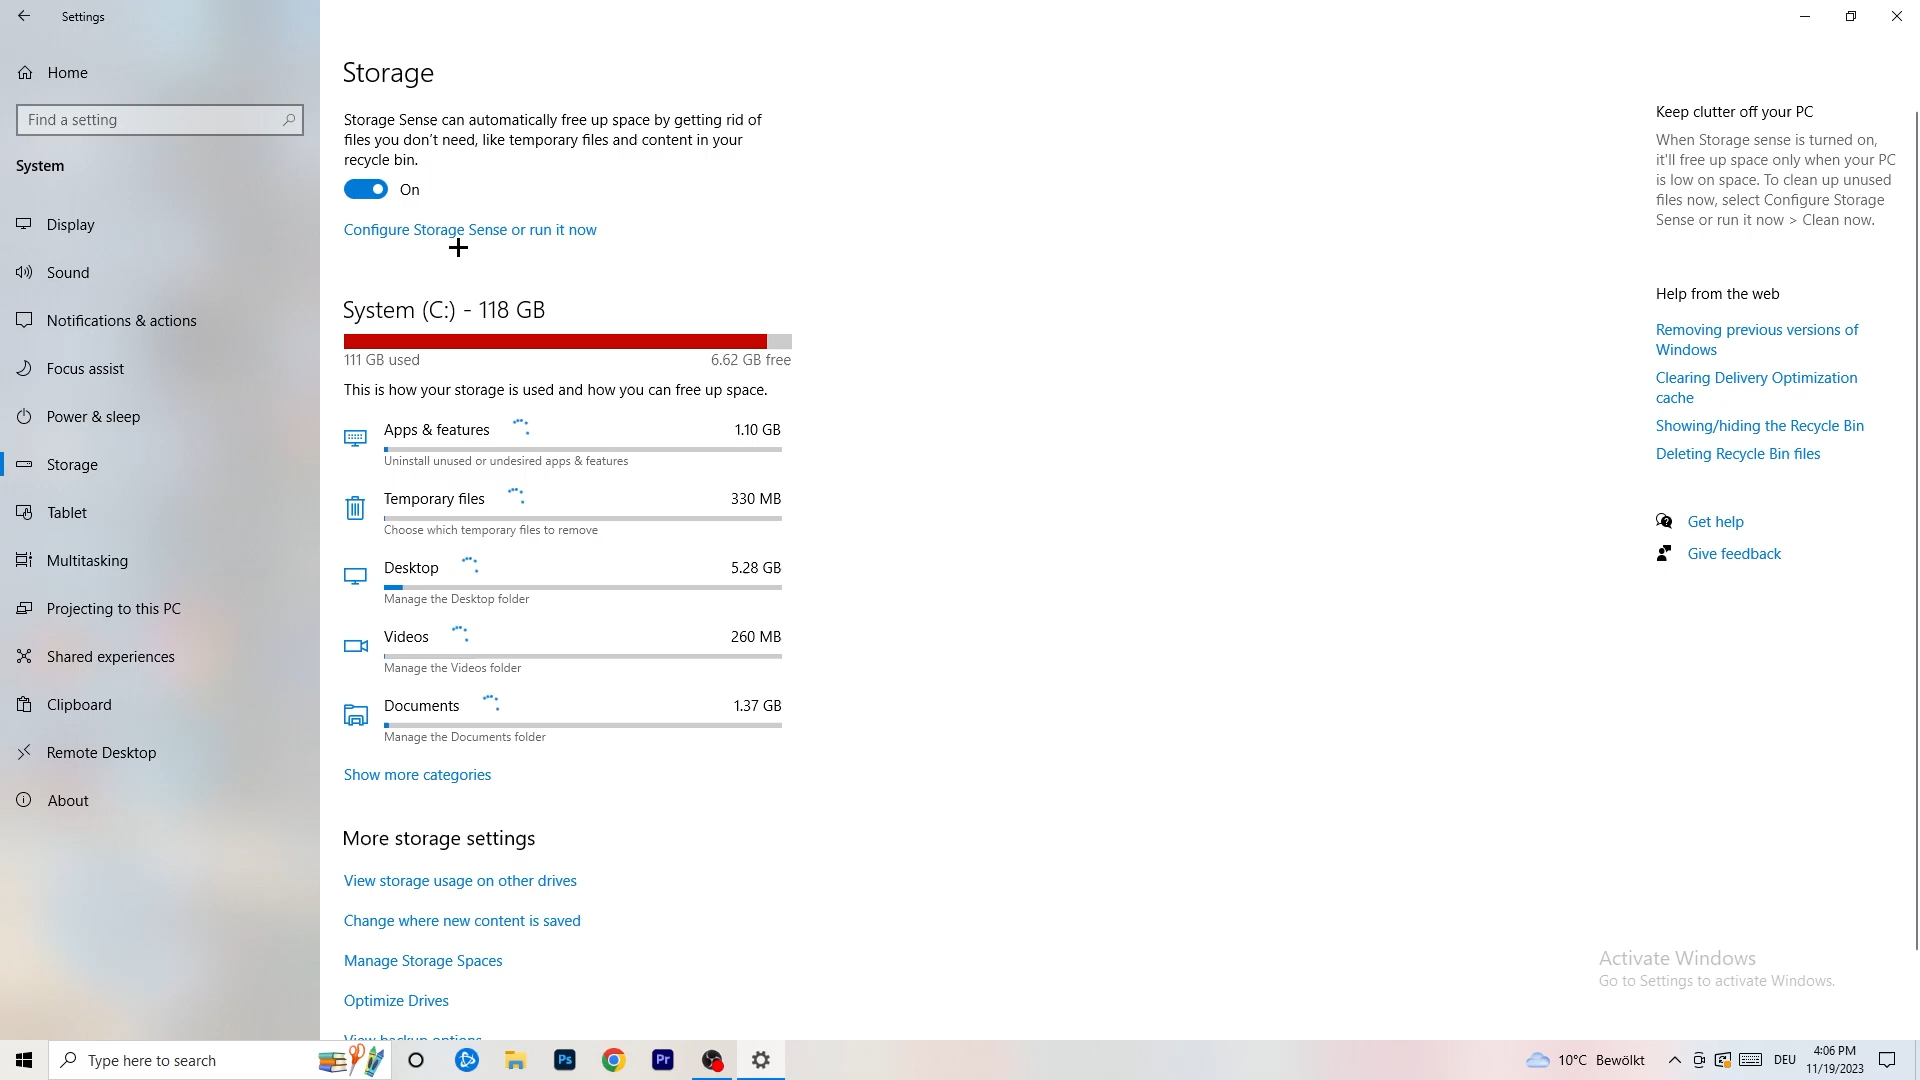 Settings
Home
Find a setting
System
Display
Sound
Notifications & actions
Focus assist
Power & sleep
Storage
Tablet
Multitasking
Projecting to this PC
Shared experiences
Clipboard
Remote Desktop
About
Storage
Storage Sense can automatically free up space by getting rid of
files you don't need, like temporary files and content in your
recycle bin.
On
Configure Storage Sense or run it now
System (C:) - 118 GB
111 GB used
6.62 GB free
This is how your storage is used and how you can free up space.
Apps & features
1.10 GB
Uninstall unused or undesired apps & features
Temporary files
330 MB
Choose which temporary files to remove
Desktop
5.28 GB
Manage the Desktop folder
Videos
260 MB
Manage the Videos folder
Documents
1.37 GB
Manage the Documents folder
Show more categories
More storage settings
View storage usage on other drives
Change where new content is saved
Manage Storage Spaces
Optimize Drives
View backup options
Keep clutter off your PC
When Storage sense is turned on,
it'll free up space only when your PC
is low on space. To clean up unused
files now, select Configure Storage
Sense or run it now > Clean now.
Help from the web
Removing previous versions of
Windows
Clearing Delivery Optimization
cache
Showing/hiding the Recycle Bin
Deleting Recycle Bin files
Get help
Give feedback
Activate Windows
Go to Settings to activate Windows.
Type here to search
Ps
Pr
10°C Bewölkt
DEU
4:06 PM
11/19/2023